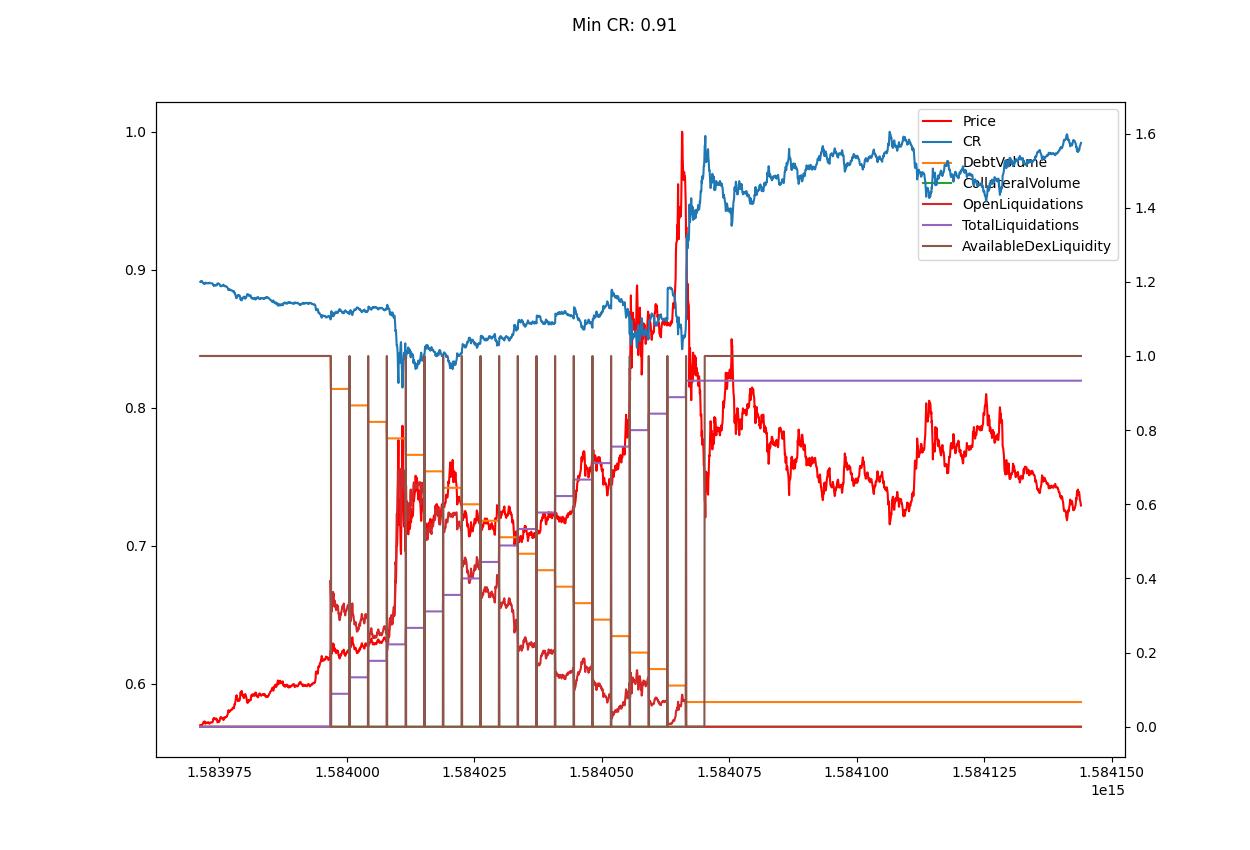 Min CR: 0.91
1.0
0.9
0.8
0.7
0.6
1.6
1.4
1.2
1.0
0.8
0.6
0.4
0.2
0.0
Price
CR
DebtVolume
CollateralVolume
OpenLiquidations
TotalLiquidations
AvailableDexLiquidity
1.583975 1.584000 1.584025 1.584050 1.584075 1.584100 1.584125 1.584150
1e15